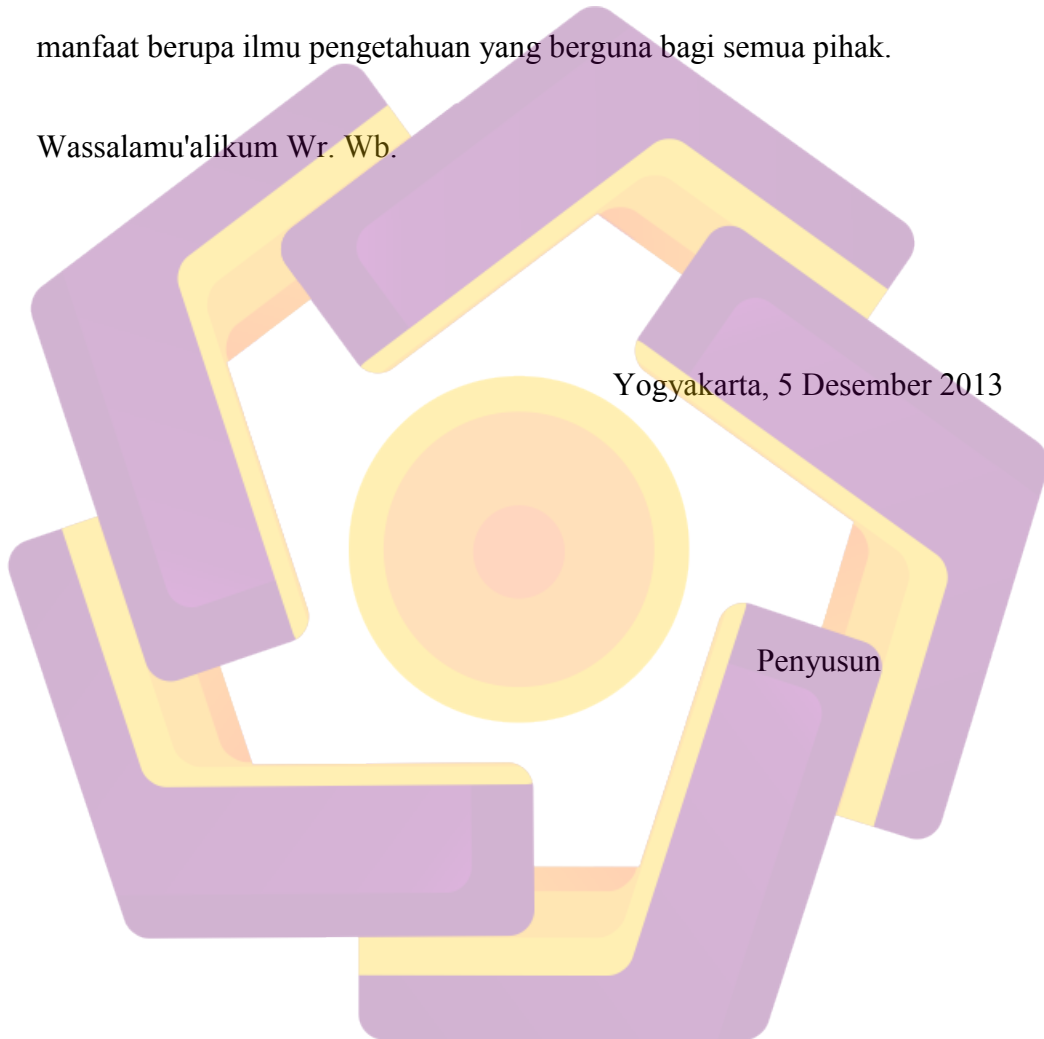 manfaat berupa ilmu pengetahuan yang berguna bagi semua pihak.
Wassalamu'alikum Wr. Wb.
Yogyakarta, 5 Desember 2013
Penyusun